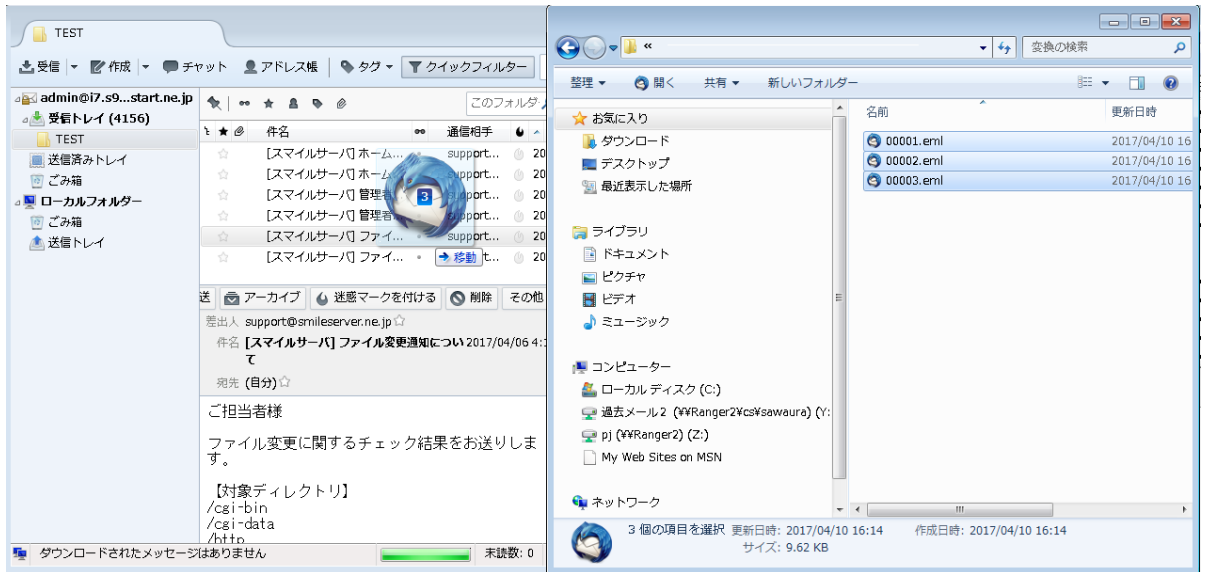 TEST
受信
作成
チャット
アドレス帳
タグ
クイックフィルター
admin@i7.s9...start.ne.jp
受信トレイ (4156)
TEST
送信済みトレイ
ごみ箱
ローカルフォルダー
ごみ箱
送信トレイ
このフォルダ
件名
通信相手
[スマイルサーバ] ホーム... support... 20
[スマイルサーバ] ホーム... support... 20
[スマイルサーバ] 管理者 support... 20
[スマイルサーバ] 管理者 support... 20
[スマイルサーバ] ファイ... support... 20
[スマイルサーバ] ファイ... t... 20
3
移動
送
アーカイブ
迷惑マークを付ける
削除
その他
差出人 support@smileserver.ne.jp
件名 [スマイルサーバ] ファイル変更通知につい 2017/04/06 4:
て
宛先 (自分)
ご担当者様
ファイル変更に関するチェック結果をお送りしま
す。
【対象ディレクトリ】
/cgi-bin
/cgi-data
/http
ダウンロードされたメッセージはありません
未読数: 0
«
変換の検索
整理
開く
共有
新しいフォルダー
お気に入り
ダウンロード
デスクトップ
最近表示した場所
ライブラリ
ドキュメント
ピクチャ
ビデオ
ミュージック
コンピューター
ローカル ディスク (C:)
過去メール2 (¥¥Ranger2¥cs¥sawaura) (Y:
pj (¥¥Ranger2) (Z:)
My Web Sites on MSN
ネットワーク
名前
更新日時
00001.eml 2017/04/10 16
00002.eml 2017/04/10 16
00003.eml 2017/04/10 16
3 個の項目を選択 更新日時: 2017/04/10 16:14 作成日時: 2017/04/10 16:14
サイズ: 9.62 KB